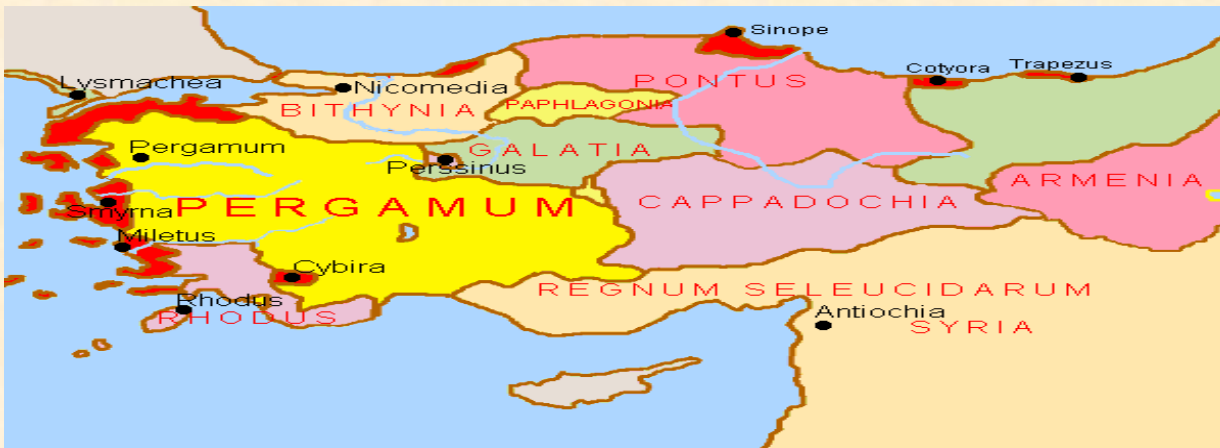 Sinope
Cotyora
Trapezus
Lysmachea
Nicomedia
PONTUS
BITHYNIA
PAPHLAGONIA
Pergamum
GALATIA
Perssinus
ARMENIA
Smyrna
PERGAMUM
CAPPADOCHIA
Miletus
Cybira
REGNUM SELEUCIDARUM
Rhodus
RHODUS
Antiochia
SYRIA